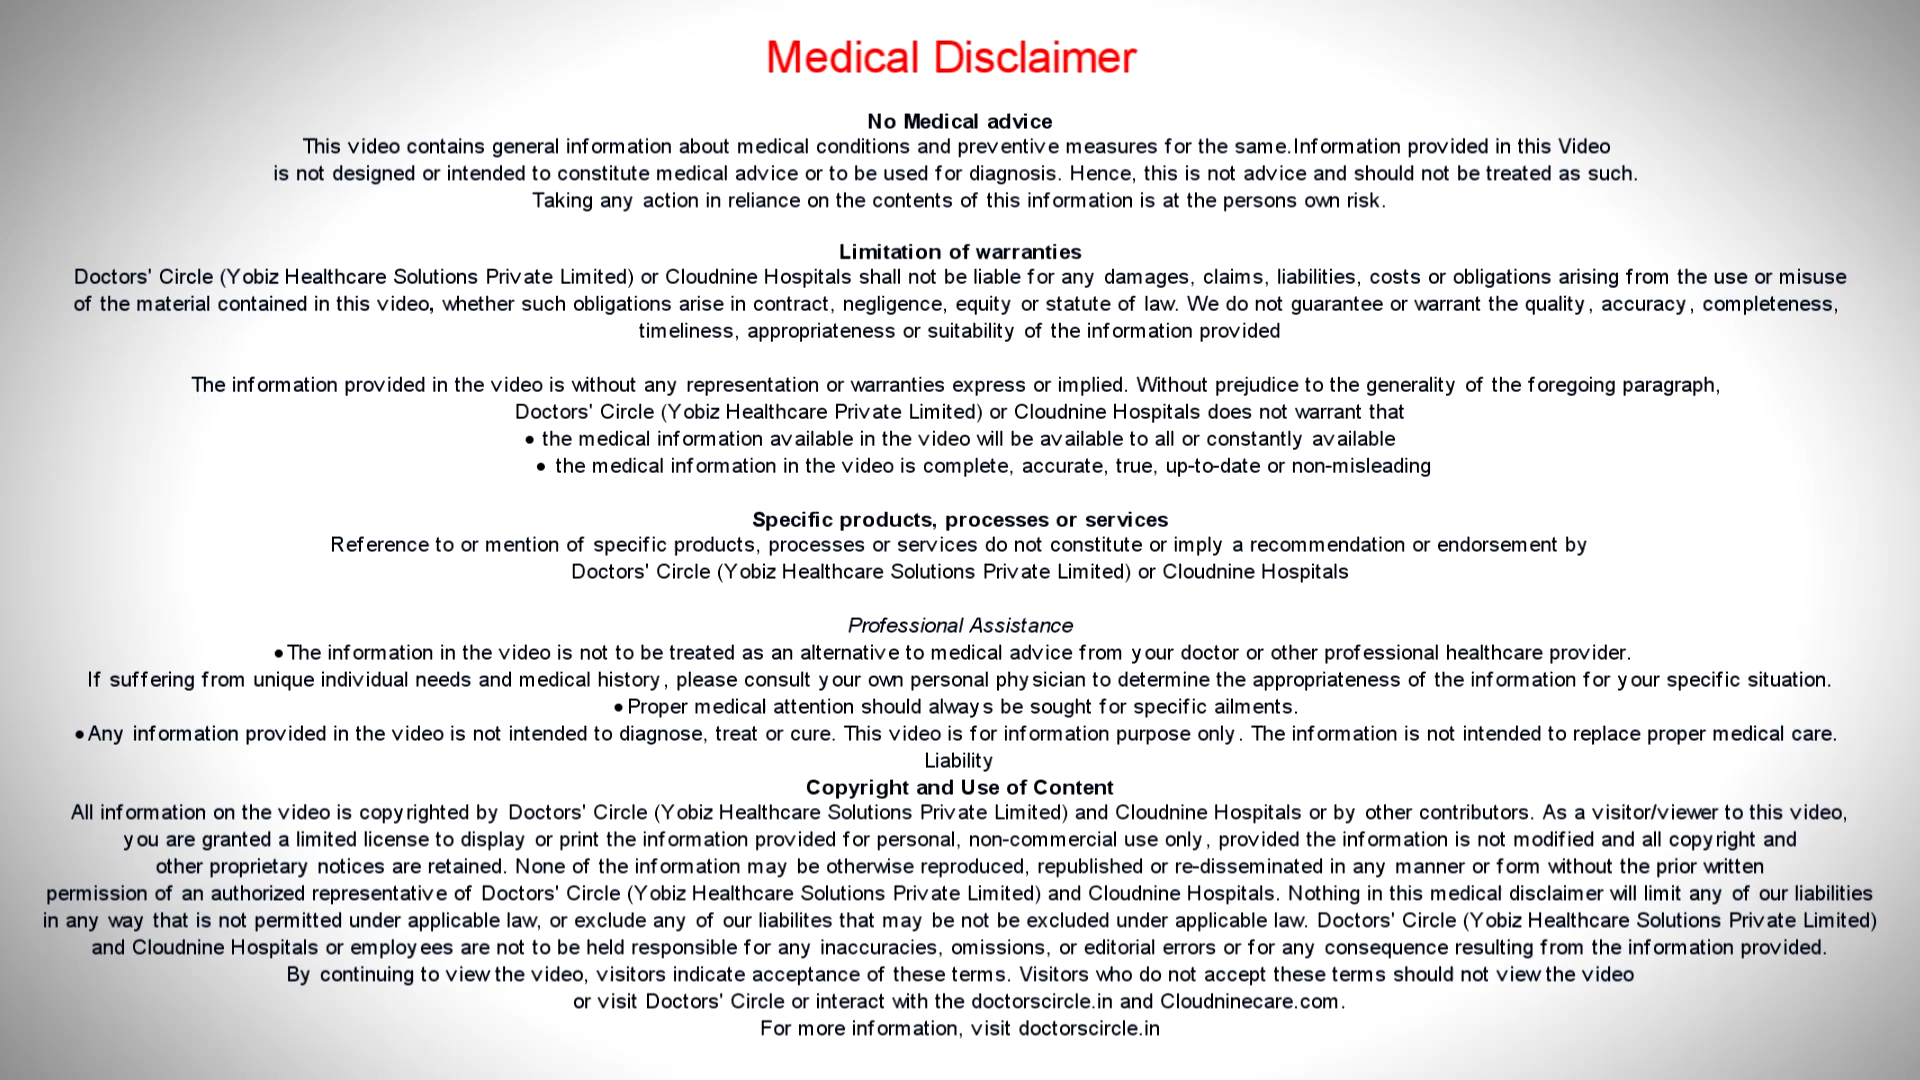 Medical Disclaimer
No Medical advice
This video contains general information about medical conditions and preventive measures for the same.Information provided in this Video
is not designed or intended to constitute medical advice or to be used for diagnosis. Hence, this is not advice and should not be treated as such.
Taking any action in reliance on the contents of this information is at the persons own risk.
Limitation of warranties
Doctors' Circle (Yobiz Healthcare Solutions Private Limited) or Cloudnine Hospitals shall not be liable for any damages, claims, liabilities, costs or obligations arising from the use or misuse
of the material contained in this video, whether such obligations arise in contract, negligence, equity or statute of law. We do not guarantee or warrant the quality, accuracy, completeness,
timeliness, appropriateness or suitability of the information provided
The information provided in the video is without any representation or warranties express or implied. Without prejudice to the generality of the foregoing paragraph,
Doctors' Circle (Yobiz Healthcare Private Limited) or Cloudnine Hospitals does not warrant that
• the medical information available in the video will be available to all or constantly available
• the medical information in the video is complete, accurate, true, up-to-date or non-misleading
Specific products, processes or services
Reference to or mention of specific products, processes or services do not constitute or imply a recommendation or endorsement by
Doctors' Circle (Yobiz Healthcare Solutions Private Limited) or Cloudnine Hospitals
Professional Assistance
•The information in the video is not to be treated as an alternative to medical advice from your doctor or other professional healthcare provider.
If suffering from unique individual needs and medical history, please consult your own personal physician to determine the appropriateness of the information for your specific situation.
•Proper medical attention should always be sought for specific ailments.
•Any information provided in the video is not intended to diagnose, treat or cure. This video is for information purpose only. The information is not intended to replace proper medical care.
Liability
Copyright and Use of Content
All information on the video is copyrighted by Doctors' Circle (Yobiz Healthcare Solutions Private Limited) and Cloudnine Hospitals or by other contributors. As a visitor/viewer to this video,
you are granted a limited license to display or print the information provided for personal, non-commercial use only, provided the information is not modified and all copyright and
other proprietary notices are retained. None of the information may be otherwise reproduced, republished or re-disseminated in any manner or form without the prior written
permission of an authorized representative of Doctors' Circle (Yobiz Healthcare Solutions Private Limited) and Cloudnine Hospitals. Nothing in this medical disclaimer will limit any of our liabilities
in any way that is not permitted under applicable law, or exclude any of our liabilites that may be not be excluded under applicable law. Doctors' Circle (Yobiz Healthcare Solutions Private Limited)
and Cloudnine Hospitals or employees are not to be held responsible for any inaccuracies, omissions, or editorial errors or for any consequence resulting from the information provided.
By continuing to view the video, visitors indicate acceptance of these terms. Visitors who do not accept these terms should not view the video
or visit Doctors' Circle or interact with the doctorscircle.in and Cloudninecare.com.
For more information, visit doctorscircle.in